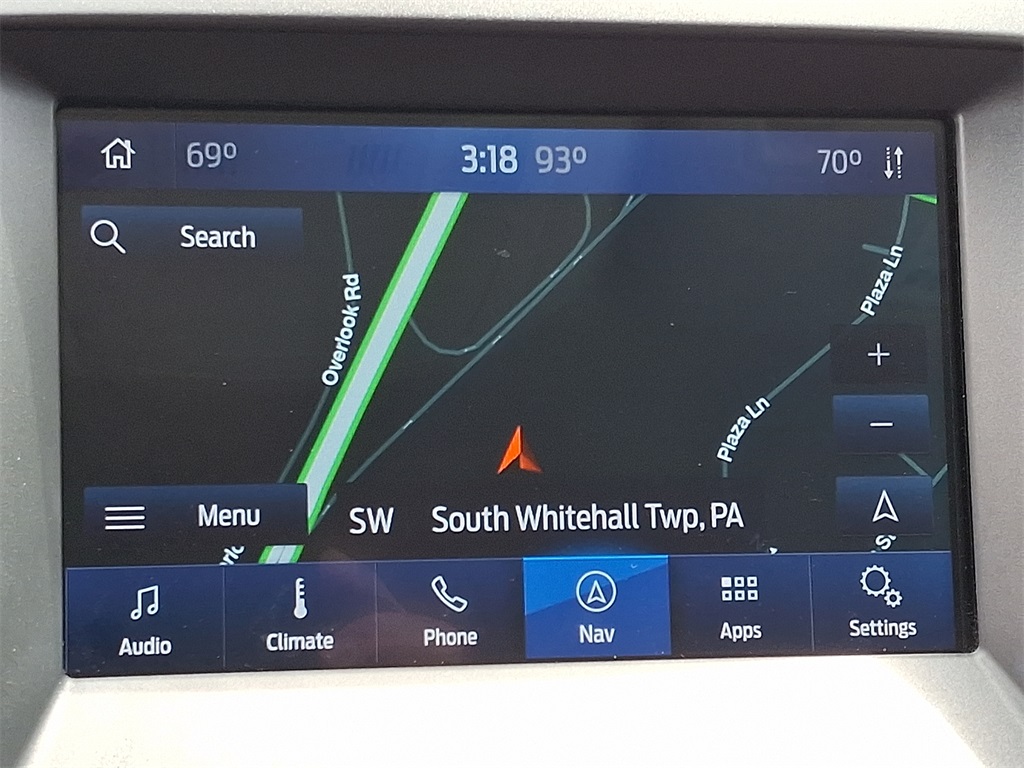 69º 3:18 93º 70º
Search
Overlook Rd
Plaza Ln
Plaza Ln
+
−
Menu
SW South Whitehall Twp, PA
Audio Climate Phone Nav Apps Settings